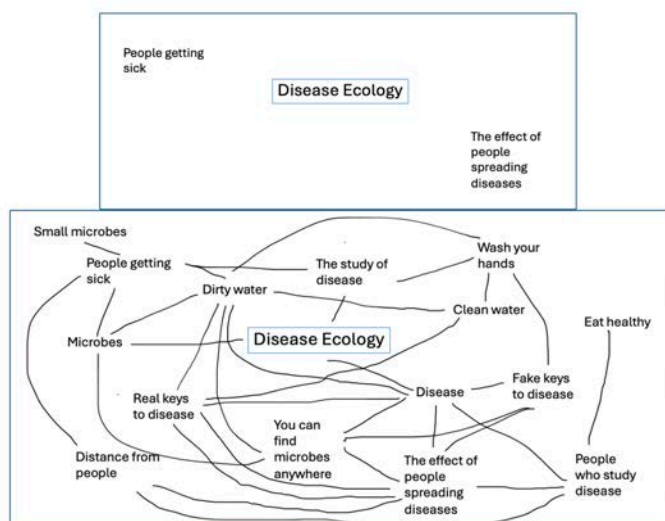 People getting
sick
Disease Ecology
The effect of
people
spreading
diseases
Small microbes
People getting
sick
The study of
disease
Wash your
hands
Dirty water
Clean water
Microbes
Disease Ecology
Eat healthy
Real keys
to disease
Disease
Fake keys
to disease
You can
find
microbes
anywhere
Distance from
people
The effect of
people
spreading
diseases
People
who study
disease